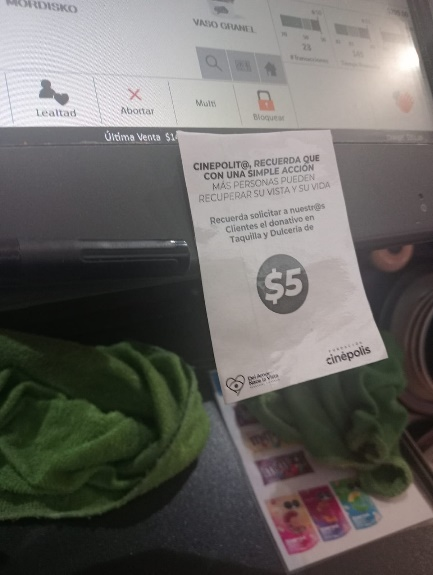 MORDISKO
VASO GRANEL
Lealtad
Abortar
Multi
Bloquear
Última Venta
CINEPOLIT@, RECUERDA QUE
CON UNA SIMPLE ACCIÓN
MÁS PERSONAS PUEDEN
RECUPERAR SU VISTA Y SU VIDA
Recuerda solicitar a nuestr@s
Clientes el donativo en
Taquilla y Dulcería de
$5
Del Amor
Nace la Vista
FUNDACIÓN
cinépolis